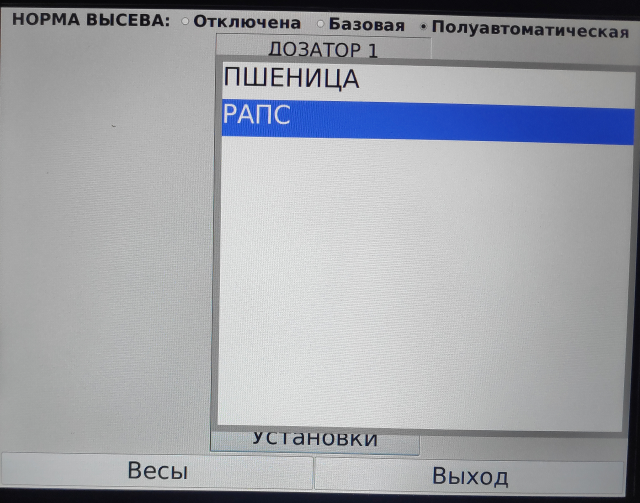 НОРМА ВЫСЕВА: Отключена Базовая Полуавтоматическая
ДОЗАТОР 1
ПШЕНИЦА
РАПС
Установки
Весы Выход